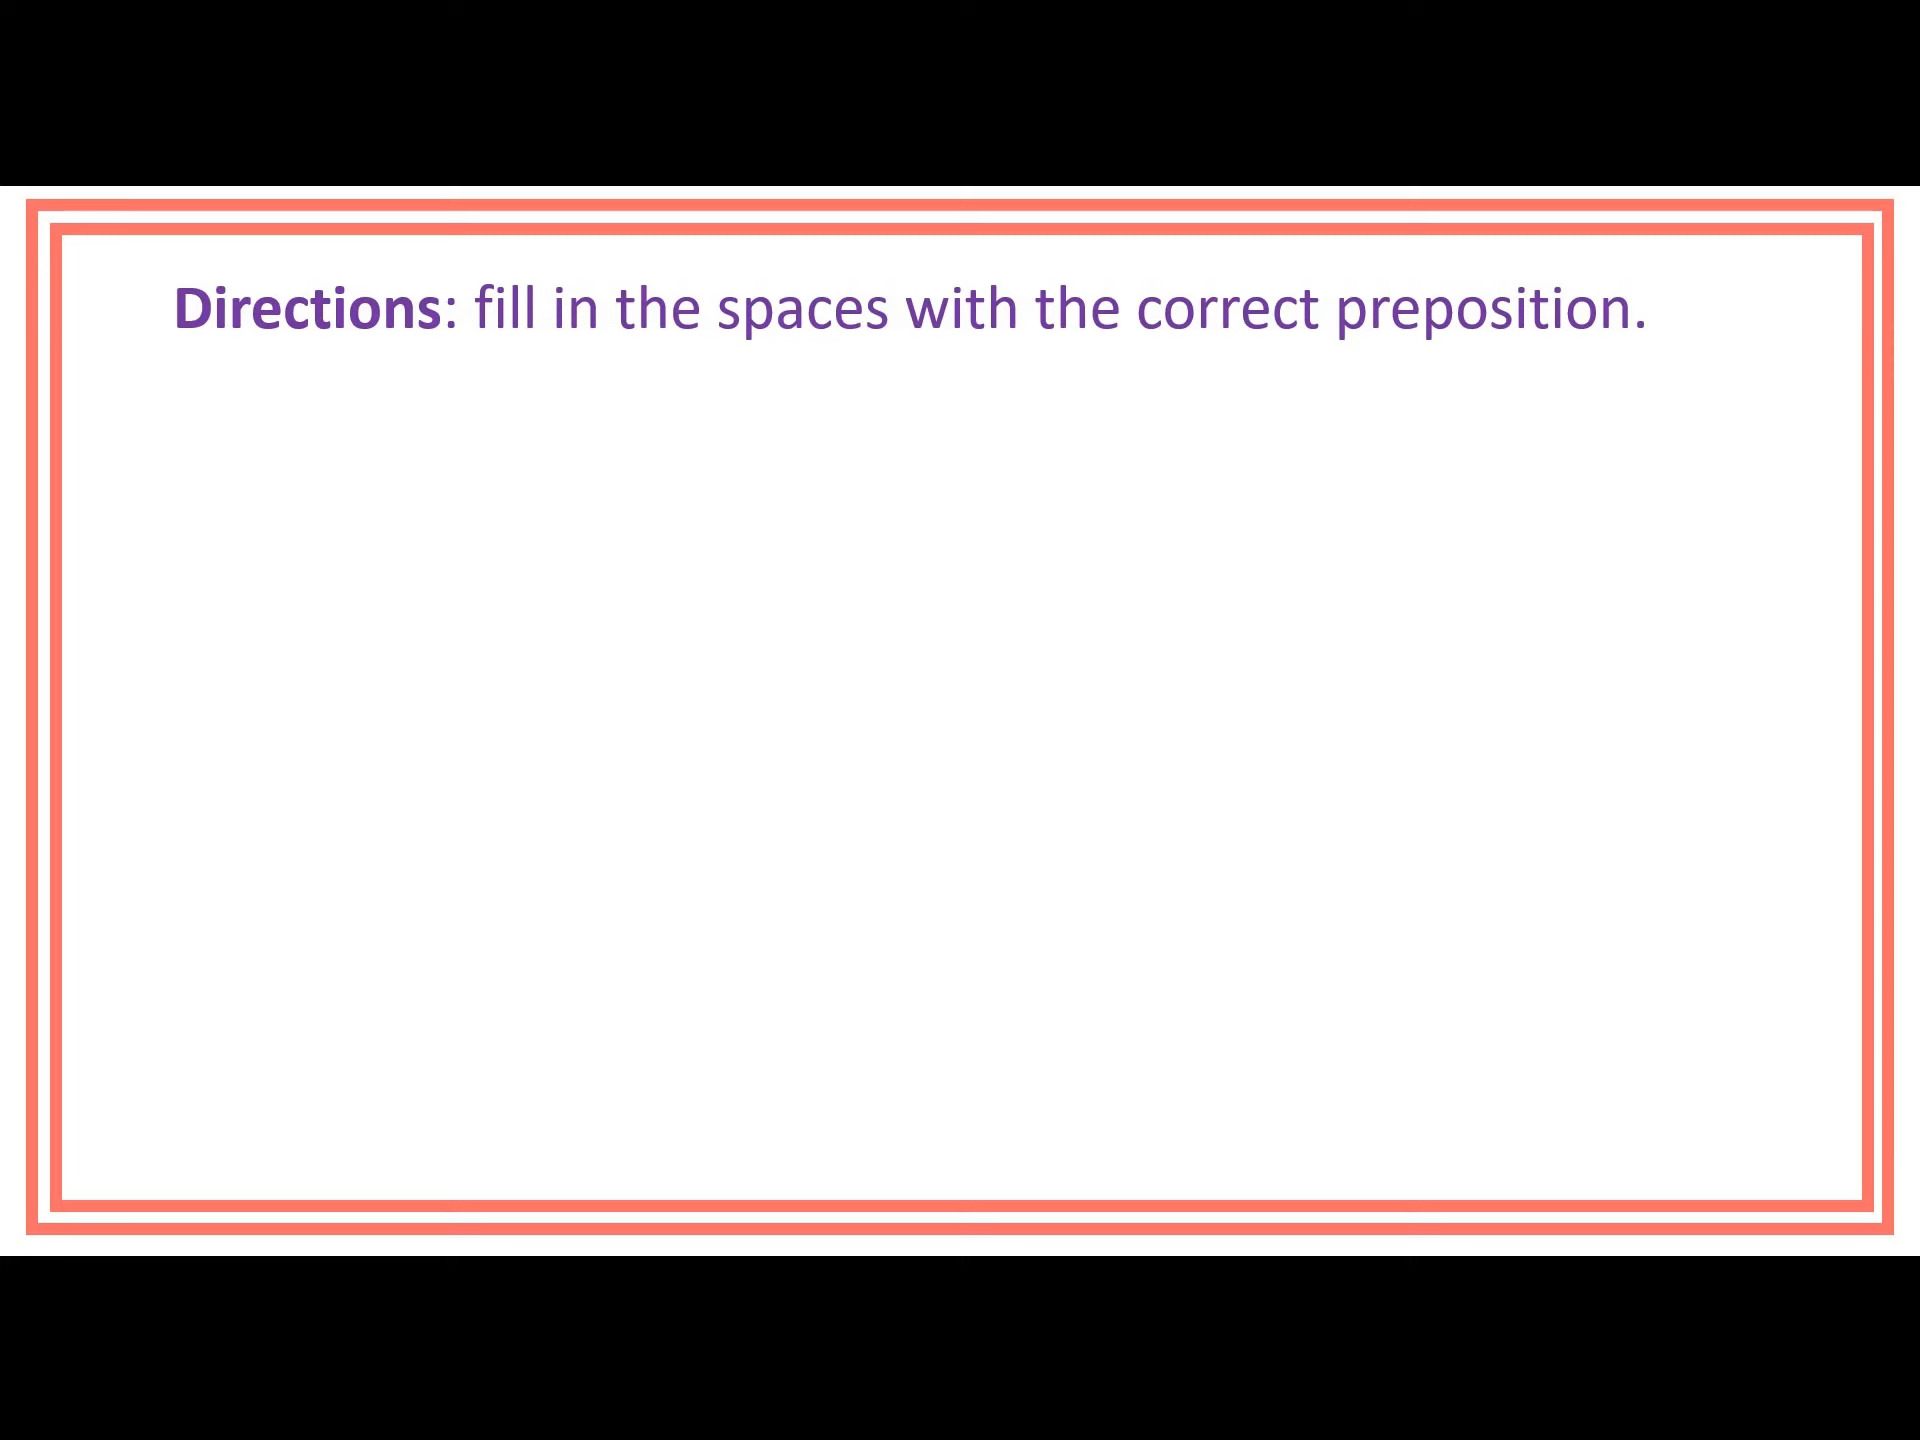 Directions: fill in the spaces with the correct preposition.